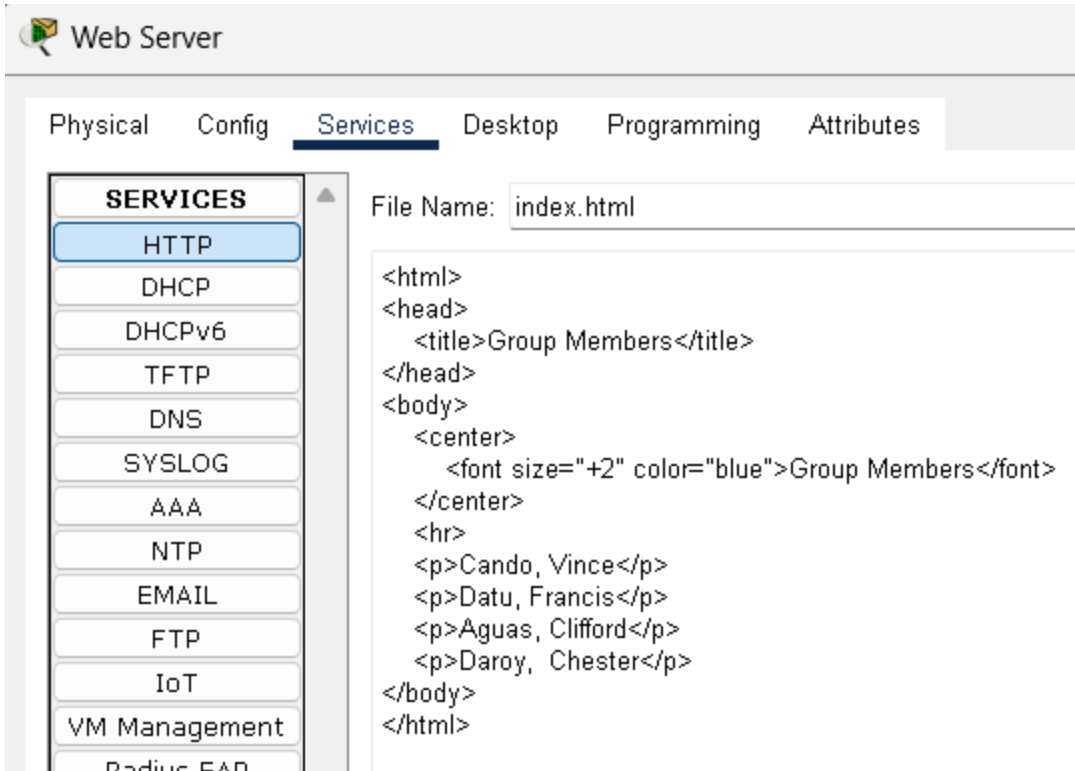 Web Server
Physical Config Services Desktop Programming Attributes
SERVICES
HTTP
DHCP
DHCPv6
TFTP
DNS
SYSLOG
AAA
NTP
EMAIL
FTP
IoT
VM Management
Radius EAP
File Name: index.html
<html>
<head>
<title>Group Members</title>
</head>
<body>
<center>
<font size="+2" color="blue">Group Members</font>
</center>
<hr>
<p>Cando, Vince</p>
<p>Datu, Francis</p>
<p>Aguas, Clifford</p>
<p>Daroy,  Chester</p>
</body>
</html>